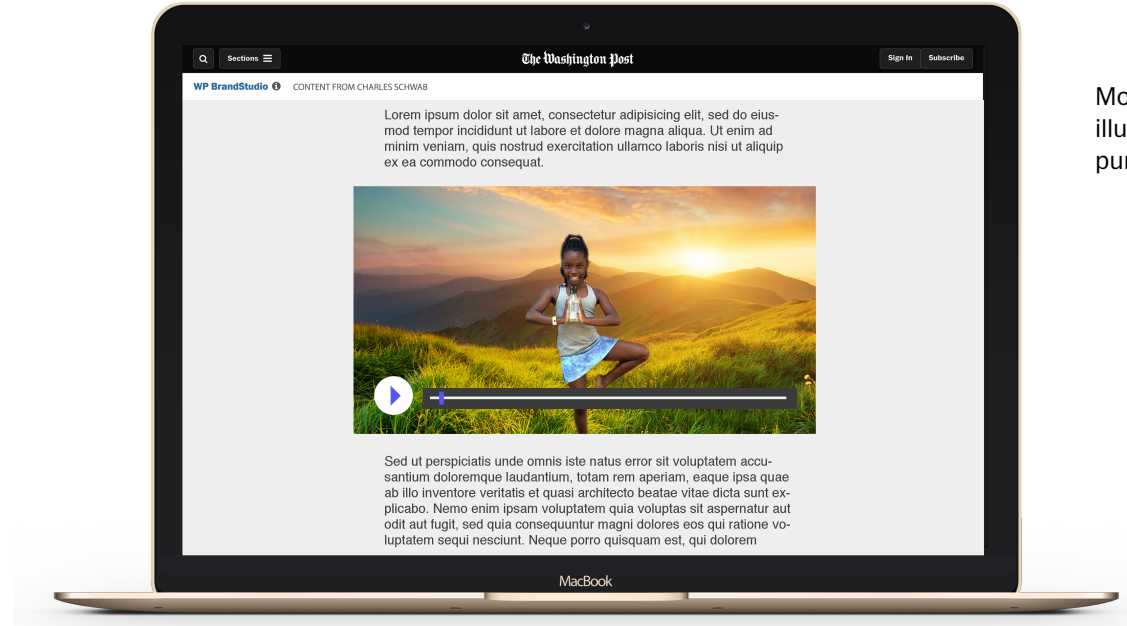 Sections
The Washington Post
Sign In Subscribe
WP BrandStudio CONTENT FROM CHARLES SCHWAB
Lorem ipsum dolor sit amet, consectetur adipisicing elit, sed do eius-
mod tempor incididunt ut labore et dolore magna aliqua. Ut enim ad
minim veniam, quis nostrud exercitation ullamco laboris nisi ut aliquip
ex ea commodo consequat.
Sed ut perspiciatis unde omnis iste natus error sit voluptatem accu-
santium doloremque laudantium, totam rem aperiam, eaque ipsa quae
ab illo inventore veritatis et quasi architecto beatae vitae dicta sunt ex-
plicabo. Nemo enim ipsam voluptatem quia voluptas sit aspernatur aut
odit aut fugit, sed quia consequuntur magni dolores eos qui ratione vo-
luptatem sequi nesciunt. Neque porro quisquam est, qui dolorem
MacBook